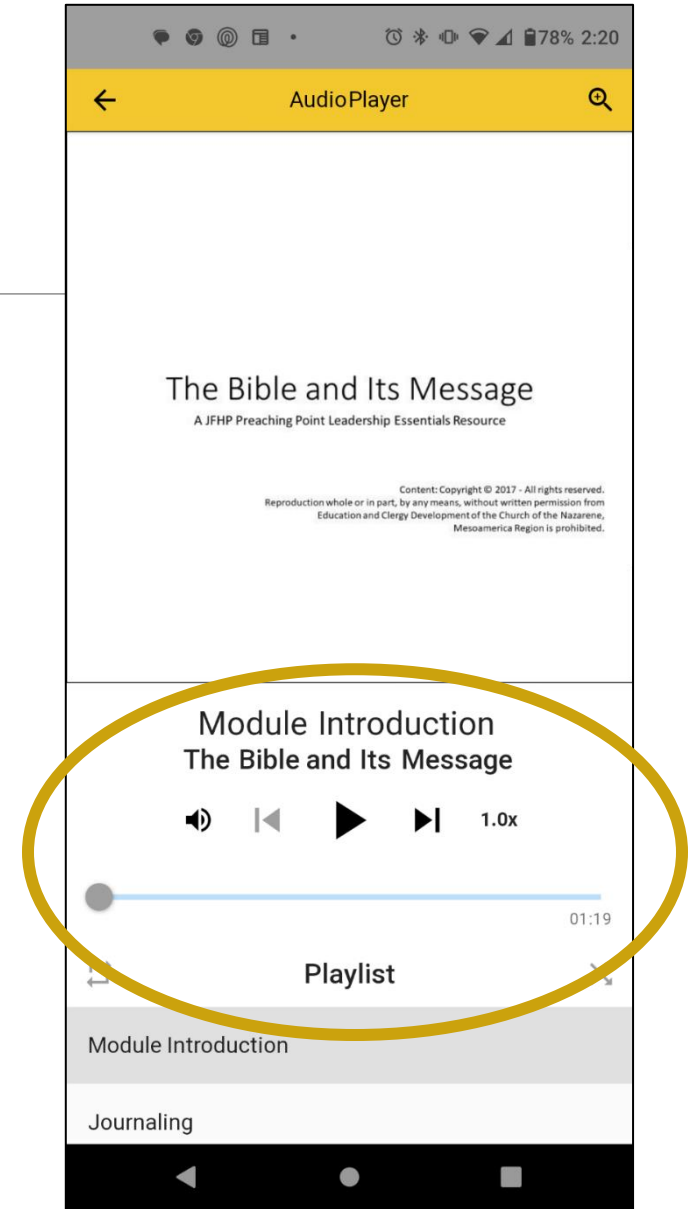 78% 2:20
AudioPlayer
The Bible and Its Message
A JFHP Preaching Point Leadership Essentials Resource
Content: Copyright © 2017 - All rights reserved.
Reproduction whole or in part, by any means, without written permission from
Education and Clergy Development of the Church of the Nazarene,
Mesoamerica Region is prohibited.
Module Introduction
The Bible and Its Message
1.0x
01:19
Playlist
Module Introduction
Journaling